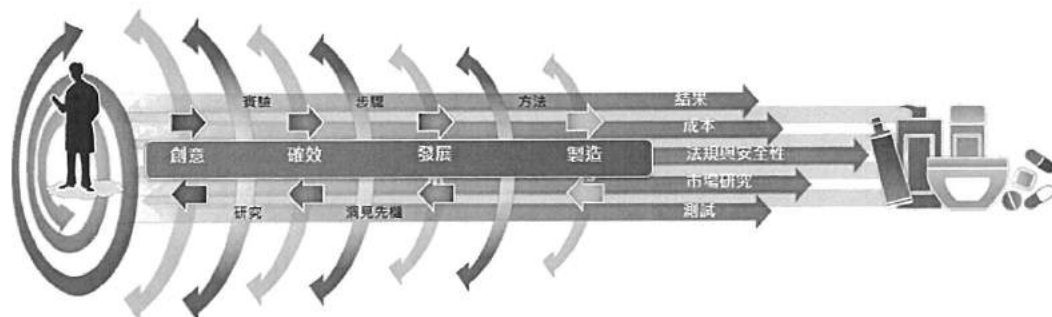 實驗 步驟 方法 結果
成本
創意 確效 發展 製造 法規與安全性
市場研究
研究 洞見先機 測試